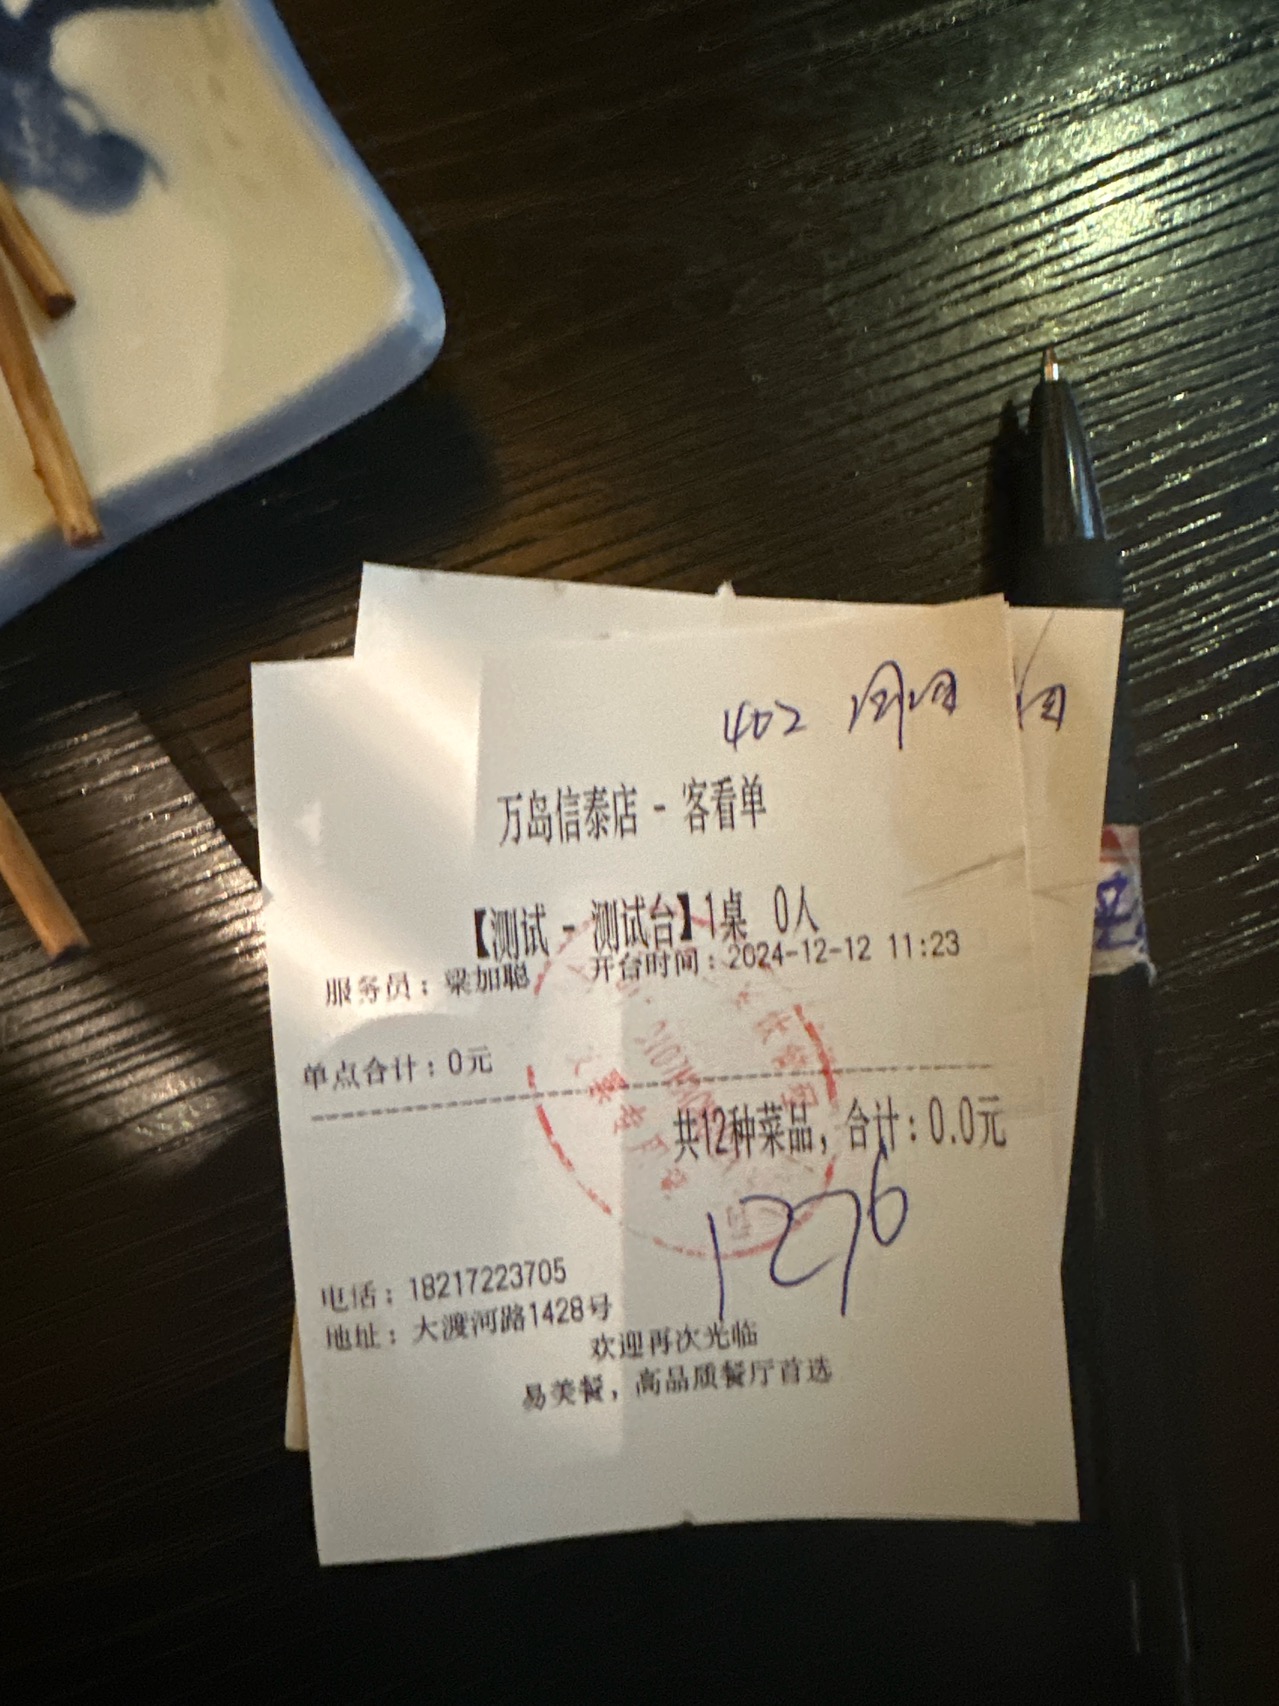 402
万岛信泰店 - 客看单
【测试 - 测试台】1桌 0人
服务员：梁加聪 开台时间：2024-12-12 11:23
单点合计：0元
共12种菜品，合计：0.0元
1276
电话：18217223705
地址：大渡河路1428号
欢迎再次光临
易美餐，高品质餐厅首选